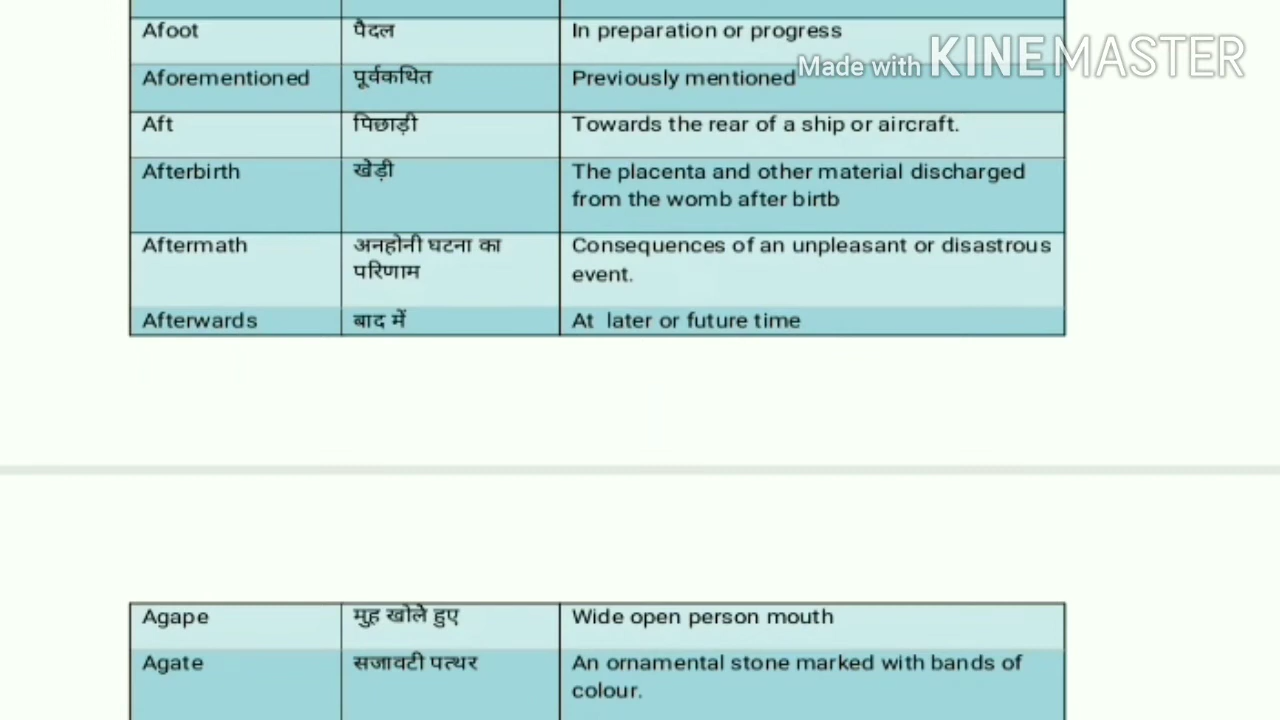 Afoot पैदल In preparation or progress
Made with KINEMASTER
Aforementioned पूर्वकथित Previously mentioned
Aft पिछाड़ी Towards the rear of a ship or aircraft.
Afterbirth खेड़ी The placenta and other material discharged
from the womb after birtb
Aftermath अनहोनी घटना का Consequences of an unpleasant or disastrous
परिणाम event.
Afterwards बाद में At later or future time
Agape मुह खोले हुए Wide open person mouth
Agate सजावटी पत्थर An ornamental stone marked with bands of
colour.